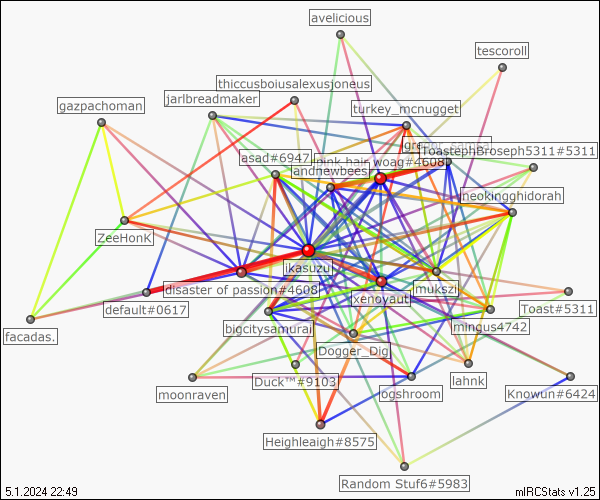 avelicious
tescoroll
thiccusboiusalexusjoneus
jarlbreadmaker
gazpachoman
turkey_mcnugget
ToastephBroseph5311#5311
asad#6947
woag#4608
andnewbees
neokingghidorah
ZeeHonK
ikasuzu
mukszi
disaster of passion#4608
xenoyaut
default#0617
Toast#5311
bigcitysamurai
mingus4742
facadas.
Dogger_Dig
Duck™#9103
lahnk
moonraven
ogshroom
Knowun#6424
Heighleaigh#8575
Random Stuf6#5983
5.1.2024 22:49
mIRCStats v1.25